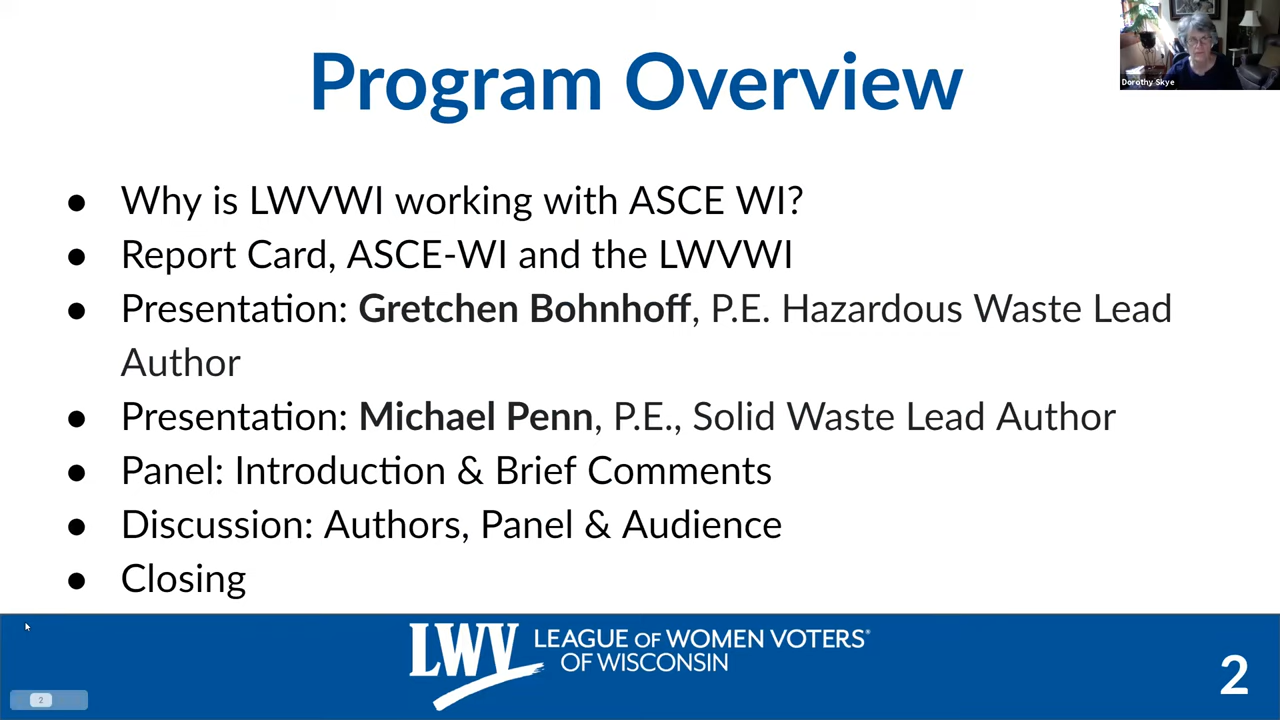 Program Overview
Dorothy Skye
● Why is LWVWI working with ASCE WI?
● Report Card, ASCE-WI and the LWVWI
● Presentation: Gretchen Bohnhoff, P.E. Hazardous Waste Lead
Author
● Presentation: Michael Penn, P.E., Solid Waste Lead Author
● Panel: Introduction & Brief Comments
● Discussion: Authors, Panel & Audience
● Closing
LWV LEAGUE OF WOMEN VOTERS®
OF WISCONSIN
2
2